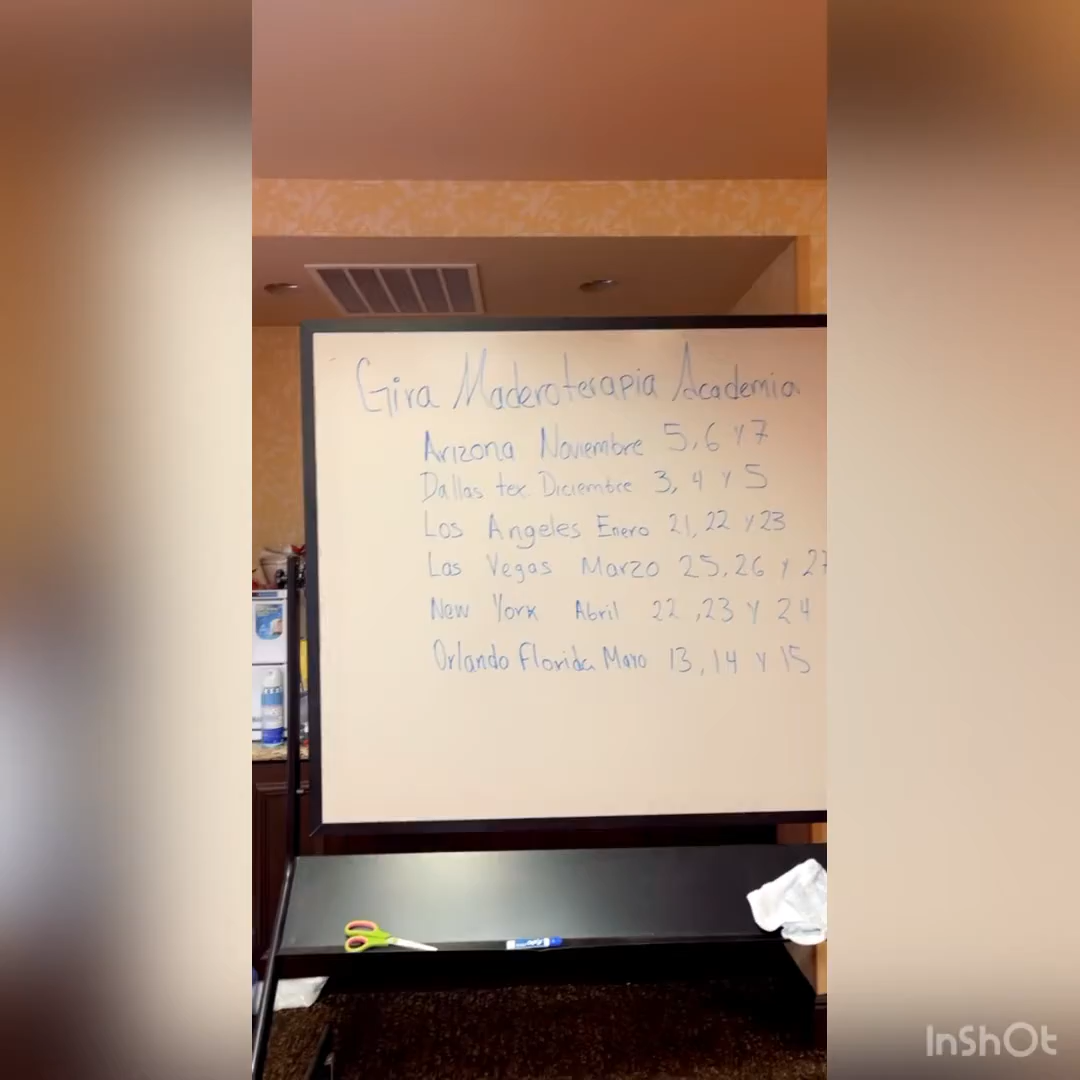 Gira Maderoterapia Academia
Arizona Noviembre 5, 6 y 7
Dallas tex. Diciembre 3, 4 y 5
Los Angeles Enero 21, 22 y 23
Las Vegas Marzo 25, 26 y 27
New York Abril 22 ,23 y 24
Orlando Florida Mayo 13, 14 y 15
InShOt